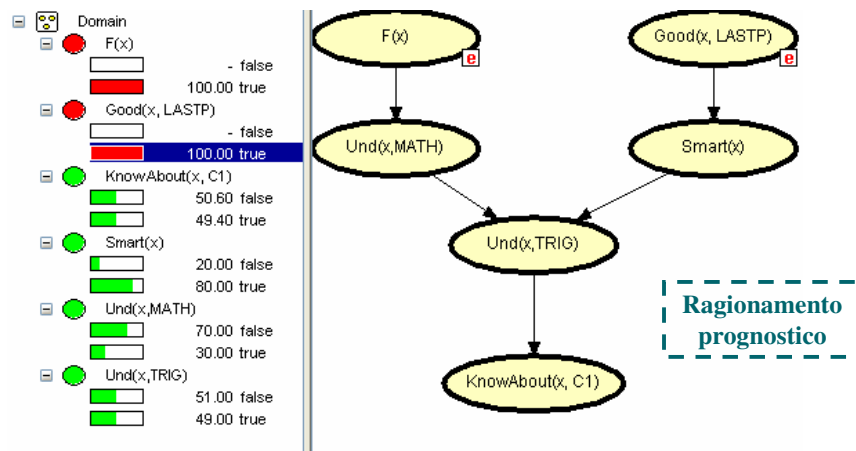 Domain
F(x)
- false
100.00 true
Good(x, LASTP)
- false
100.00 true
KnowAbout(x, C1)
50.60 false
49.40 true
Smart(x)
20.00 false
80.00 true
Und(x,MATH)
70.00 false
30.00 true
Und(x,TRIG)
51.00 false
49.00 true
F(x)
e
Good(x, LASTP)
e
Und(x,MATH)
Smart(x)
Und(x,TRIG)
KnowAbout(x, C1)
Ragionamento
prognostico